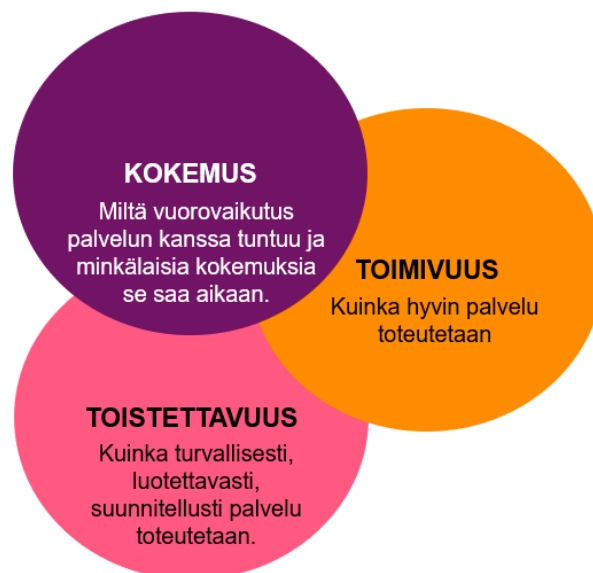 KOKEMUS
Miltä vuorovaikutus
palvelun kanssa tuntuu ja
minkälaisia kokemuksia
se saa aikaan.
TOIMIVUUS
Kuinka hyvin palvelu
toteutetaan
TOISTETTAVUUS
Kuinka turvallisesti,
luotettavasti,
suunnitellusti palvelu
toteutetaan.